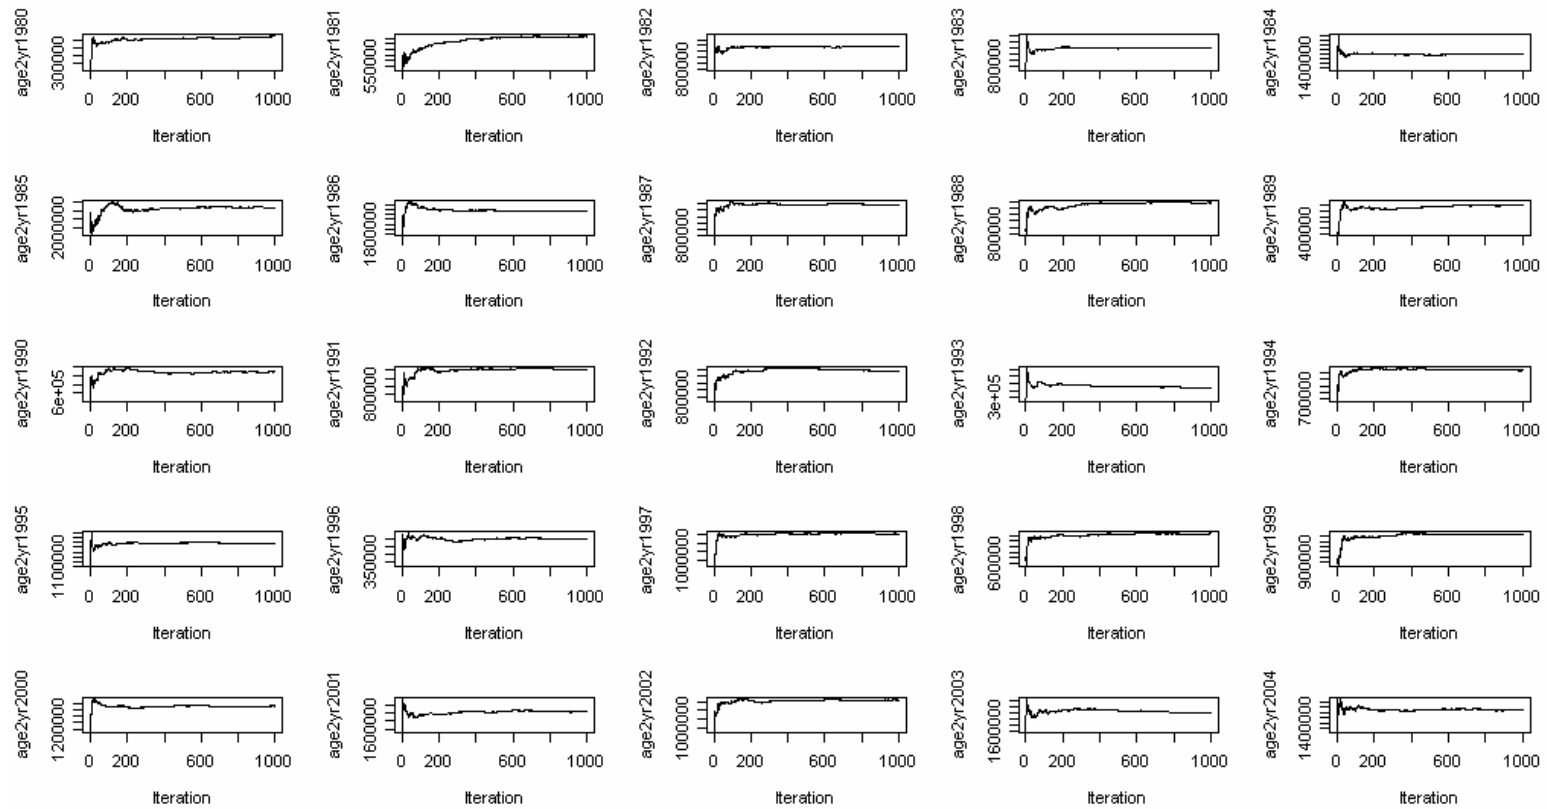 age2yr1980 300000 0 200 600 1000 Iteration
age2yr1981 550000 0 200 600 1000 Iteration
age2yr1982 800000 0 200 600 1000 Iteration
age2yr1983 800000 0 200 600 1000 Iteration
age2yr1984 1400000 0 200 600 1000 Iteration
age2yr1985 2000000 0 200 600 1000 Iteration
age2yr1986 1800000 0 200 600 1000 Iteration
age2yr1987 800000 0 200 600 1000 Iteration
age2yr1988 800000 0 200 600 1000 Iteration
age2yr1989 400000 0 200 600 1000 Iteration
age2yr1990 6e+05 0 200 600 1000 Iteration
age2yr1991 800000 0 200 600 1000 Iteration
age2yr1992 800000 0 200 600 1000 Iteration
age2yr1993 3e+05 0 200 600 1000 Iteration
age2yr1994 700000 0 200 600 1000 Iteration
age2yr1995 1100000 0 200 600 1000 Iteration
age2yr1996 350000 0 200 600 1000 Iteration
age2yr1997 1000000 0 200 600 1000 Iteration
age2yr1998 600000 0 200 600 1000 Iteration
age2yr1999 900000 0 200 600 1000 Iteration
age2yr2000 1200000 0 200 600 1000 Iteration
age2yr2001 1600000 0 200 600 1000 Iteration
age2yr2002 1000000 0 200 600 1000 Iteration
age2yr2003 1600000 0 200 600 1000 Iteration
age2yr2004 1400000 0 200 600 1000 Iteration